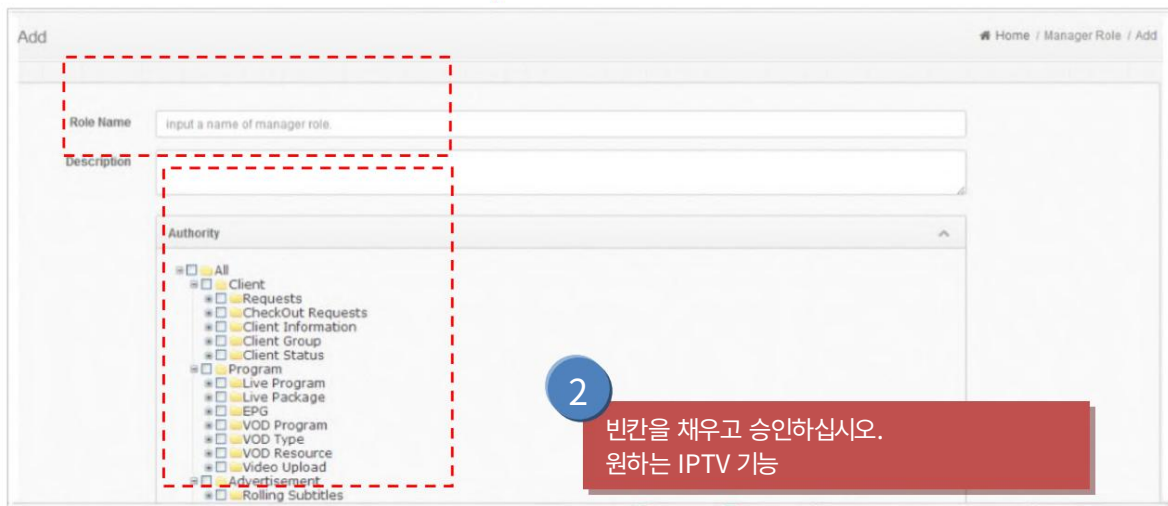 Add
Home / Manager Role / Add
Role Name
input a name of manager role.
Description
Authority
All
Client
Requests
CheckOut Requests
Client Information
Client Group
Client Status
Program
Live Program
Live Package
EPG
VOD Program
VOD Type
VOD Resource
Video Upload
Advertisement
Rolling Subtitles
2
빈칸을 채우고 승인하십시오.
원하는 IPTV 기능